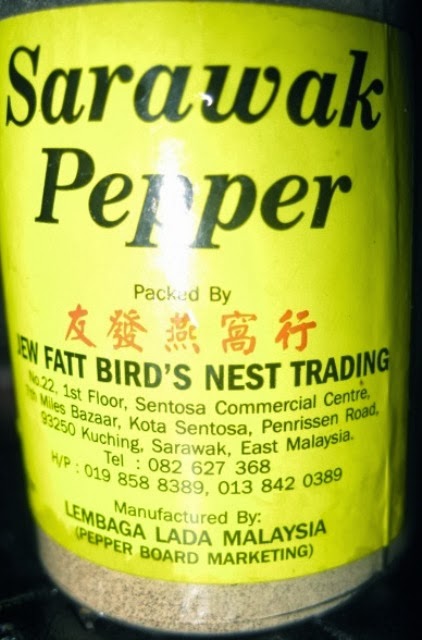 Sarawak
Pepper
Packed By
友發燕窩行
JEW FATT BIRD'S NEST TRADING
No.22, 1st Floor, Sentosa Commercial Centre,
Miles Bazaar, Kota Sentosa, Penrissen Road,
93250 Kuching, Sarawak, East Malaysia.
Tel : 082 627 368
H/P : 019 858 8389, 013 842 0389
Manufactured By:
LEMBAGA LADA MALAYSIA
(PEPPER BOARD MARKETING)